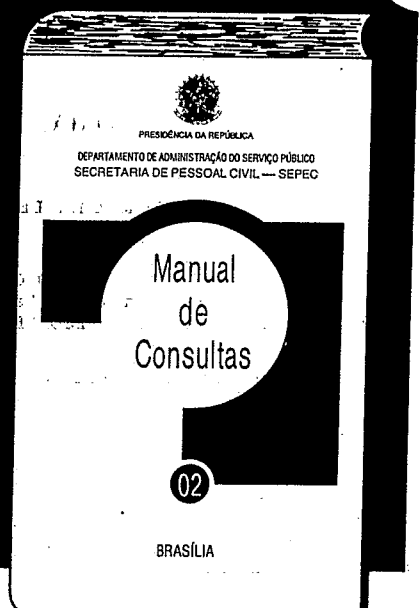 PRESIDÊNCIA DA REPÚBLICA
DEPARTAMENTO DE ADMINISTRAÇÃO DO SERVIÇO PÚBLICO
SECRETARIA DE PESSOAL CIVIL — SEPEC
Manual
de
Consultas
02
BRASÍLIA